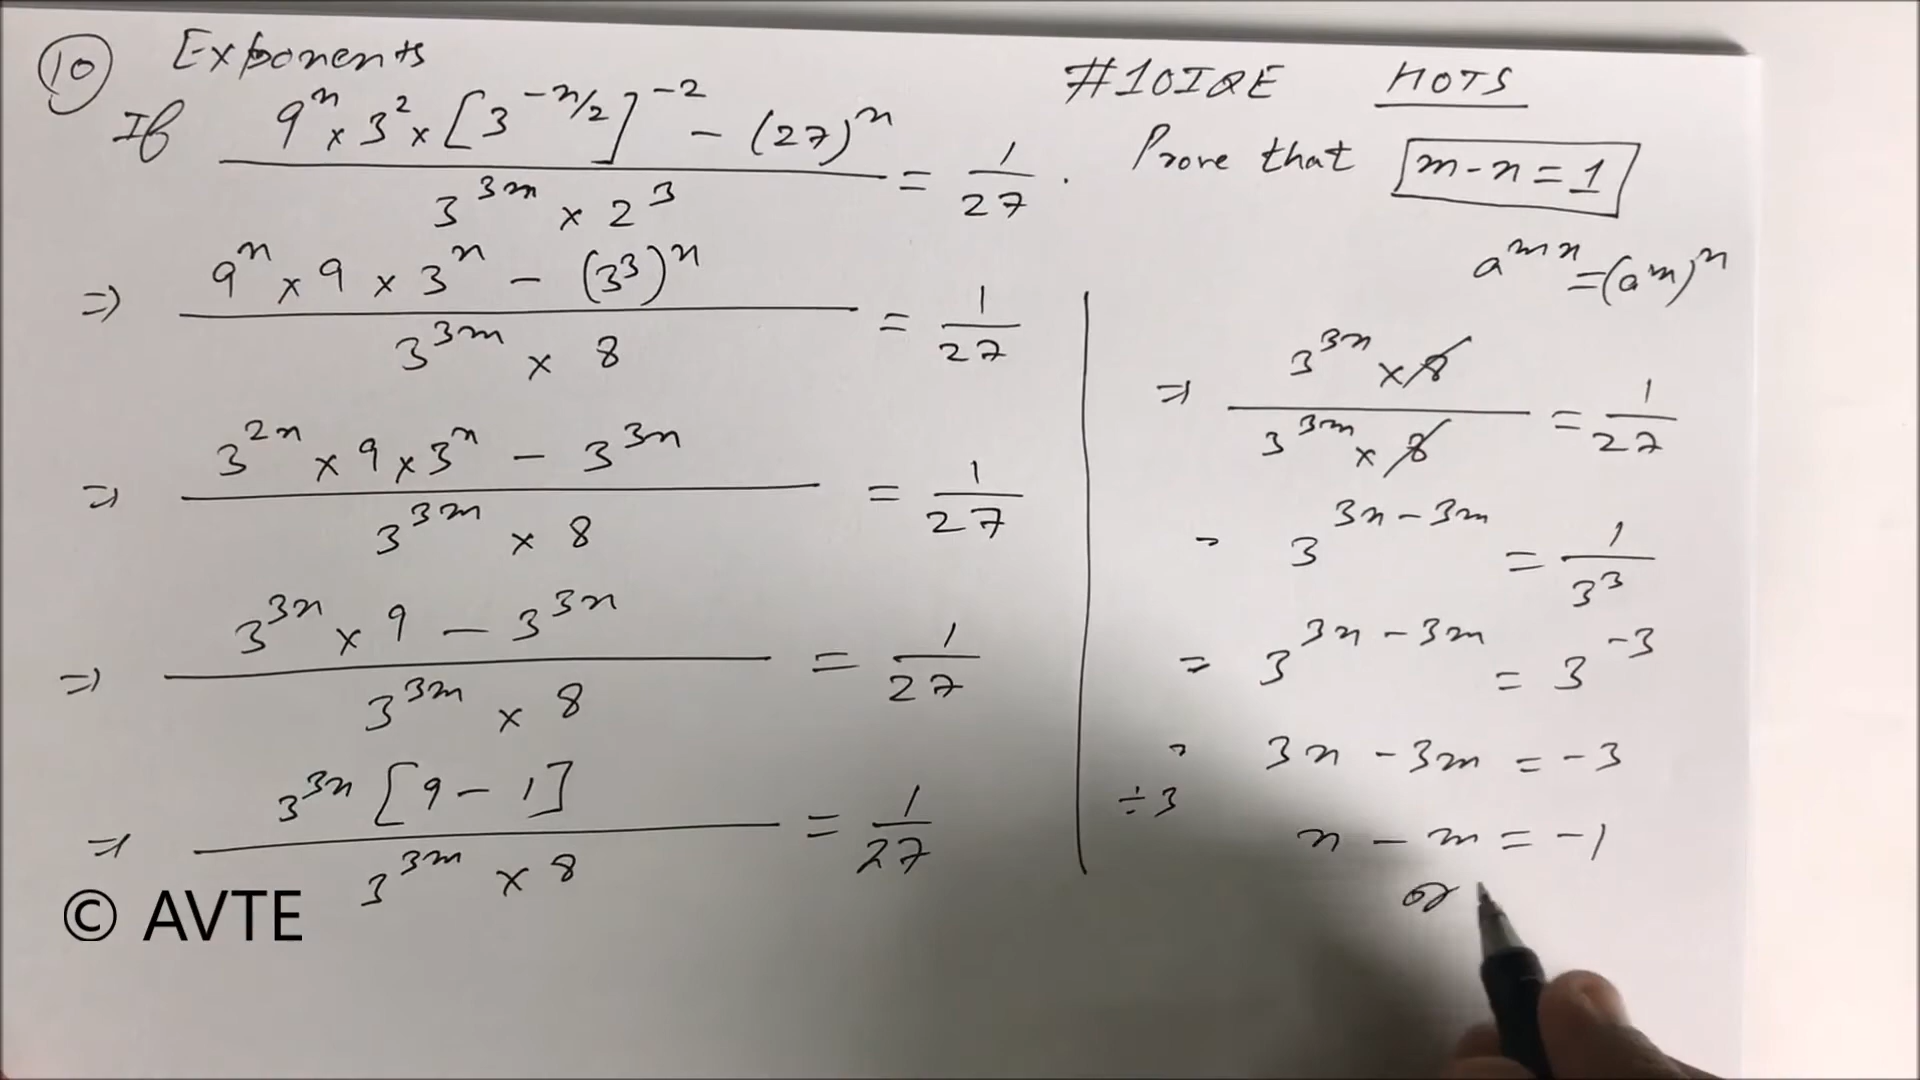 10 Exponents
#10IQE HOTS
If 9^n × 3^2 × [3^{-n/2}]^{-2} - (27)^n / 3^{3m} × 2^3 = 1/27 . Prove that m - n = 1
a^{mn} = (a^m)^n
⇒ 9^n × 9 × 3^n - (3^3)^n / 3^{3m} × 8 = 1/27
⇒ 3^{2n} × 9 × 3^n - 3^{3n} / 3^{3m} × 8 = 1/27
⇒ 3^{3n} × 9 - 3^{3n} / 3^{3m} × 8 = 1/27
⇒ 3^{3n} [9 - 1] / 3^{3m} × 8 = 1/27
⇒ 3^{3n} × 8 / 3^{3m} × 8 = 1/27
3^{3n - 3m} = 1/3^3
= 3^{3n - 3m} = 3^{-3}
3n - 3m = -3
÷3
n - m = -1
or
© AVTE